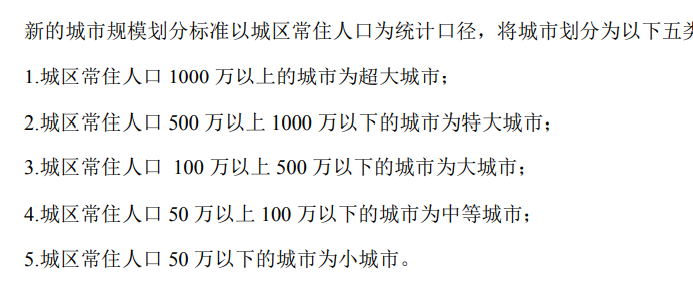 新的城市规模划分标准以城区常住人口为统计口径，将城市划分为以下五类
1.城区常住人口 1000 万以上的城市为超大城市；
2.城区常住人口 500 万以上 1000 万以下的城市为特大城市；
3.城区常住人口 100 万以上 500 万以下的城市为大城市；
4.城区常住人口 50 万以上 100 万以下的城市为中等城市；
5.城区常住人口 50 万以下的城市为小城市。